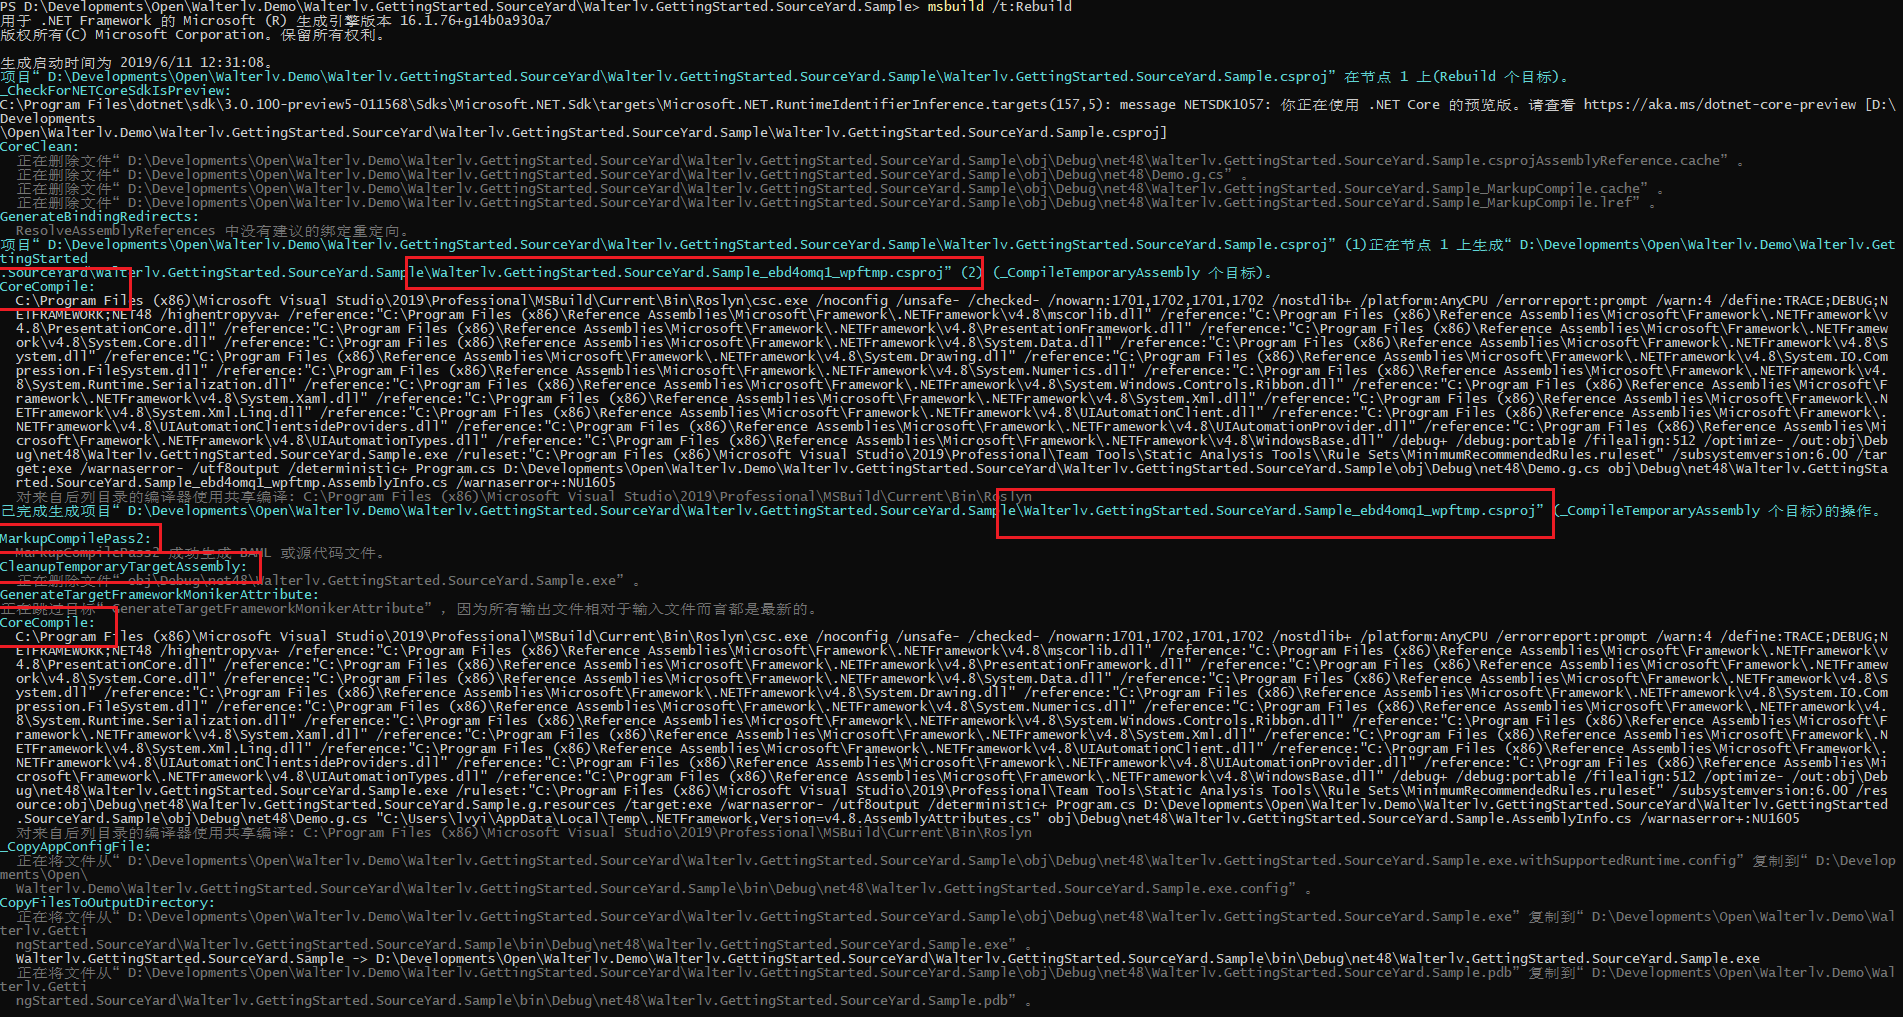 PS D:\Developments\Open\Walterlv.Demo\Walterlv.GettingStarted.SourceYard\Walterlv.GettingStarted.SourceYard.Sample> msbuild /t:Rebuild
用于 .NET Framework 的 Microsoft (R) 生成引擎版本 16.1.76+g14b0a930a7
版权所有(C) Microsoft Corporation。保留所有权利。
生成启动时间为 2019/6/11 12:31:08。
项目“D:\Developments\Open\Walterlv.Demo\Walterlv.GettingStarted.SourceYard\Walterlv.GettingStarted.SourceYard.Sample\Walterlv.GettingStarted.SourceYard.Sample.csproj”在节点 1 上(Rebuild 个目标)。
_CheckForNETCoreSdkIsPreview:
C:\Program Files\dotnet\sdk\3.0.100-preview5-011568\Sdks\Microsoft.NET.Sdk\targets\Microsoft.NET.RuntimeIdentifierInference.targets(157,5): message NETSDK1057: 你正在使用 .NET Core 的预览版。请查看 https://aka.ms/dotnet-core-preview [D:\
Developments
\Open\Walterlv.Demo\Walterlv.GettingStarted.SourceYard\Walterlv.GettingStarted.SourceYard.Sample\Walterlv.GettingStarted.SourceYard.Sample.csproj]
CoreClean:
  正在删除文件“D:\Developments\Open\Walterlv.Demo\Walterlv.GettingStarted.SourceYard\Walterlv.GettingStarted.SourceYard.Sample\obj\Debug\net48\Walterlv.GettingStarted.SourceYard.Sample.csprojAssemblyReference.cache”。
  正在删除文件“D:\Developments\Open\Walterlv.Demo\Walterlv.GettingStarted.SourceYard\Walterlv.GettingStarted.SourceYard.Sample\obj\Debug\net48\Demo.g.cs”。
  正在删除文件“D:\Developments\Open\Walterlv.Demo\Walterlv.GettingStarted.SourceYard\Walterlv.GettingStarted.SourceYard.Sample\obj\Debug\net48\Walterlv.GettingStarted.SourceYard.Sample_MarkupCompile.cache”。
  正在删除文件“D:\Developments\Open\Walterlv.Demo\Walterlv.GettingStarted.SourceYard\Walterlv.GettingStarted.SourceYard.Sample\obj\Debug\net48\Walterlv.GettingStarted.SourceYard.Sample_MarkupCompile.lref”。
GenerateBindingRedirects:
  ResolveAssemblyReferences 中没有建议的绑定重定向。
项目“D:\Developments\Open\Walterlv.Demo\Walterlv.GettingStarted.SourceYard\Walterlv.GettingStarted.SourceYard.Sample\Walterlv.GettingStarted.SourceYard.Sample.csproj”(1)正在节点 1 上生成“D:\Developments\Open\Walterlv.Demo\Walterlv.Get
tingStarted
.SourceYard\Walterlv.GettingStarted.SourceYard.Sample\Walterlv.GettingStarted.SourceYard.Sample_ebd4omq1_wpftmp.csproj”(2) (_CompileTemporaryAssembly 个目标)。
CoreCompile:
  C:\Program Files (x86)\Microsoft Visual Studio\2019\Professional\MSBuild\Current\Bin\Roslyn\csc.exe /noconfig /unsafe- /checked- /nowarn:1701,1702,1701,1702 /nostdlib+ /platform:AnyCPU /errorreport:prompt /warn:4 /define:TRACE;DEBUG;N
  ETFRAMEWORK;NET48 /highentropyva+ /reference:"C:\Program Files (x86)\Reference Assemblies\Microsoft\Framework\.NETFramework\v4.8\mscorlib.dll" /reference:"C:\Program Files (x86)\Reference Assemblies\Microsoft\Framework\.NETFramework\v
  4.8\PresentationCore.dll" /reference:"C:\Program Files (x86)\Reference Assemblies\Microsoft\Framework\.NETFramework\v4.8\PresentationFramework.dll" /reference:"C:\Program Files (x86)\Reference Assemblies\Microsoft\Framework\.NETFramew
  ork\v4.8\System.Core.dll" /reference:"C:\Program Files (x86)\Reference Assemblies\Microsoft\Framework\.NETFramework\v4.8\System.Data.dll" /reference:"C:\Program Files (x86)\Reference Assemblies\Microsoft\Framework\.NETFramework\v4.8\S
  ystem.dll" /reference:"C:\Program Files (x86)\Reference Assemblies\Microsoft\Framework\.NETFramework\v4.8\System.Drawing.dll" /reference:"C:\Program Files (x86)\Reference Assemblies\Microsoft\Framework\.NETFramework\v4.8\System.IO.Com
  pression.FileSystem.dll" /reference:"C:\Program Files (x86)\Reference Assemblies\Microsoft\Framework\.NETFramework\v4.8\System.Numerics.dll" /reference:"C:\Program Files (x86)\Reference Assemblies\Microsoft\Framework\.NETFramework\v4.
  8\System.Runtime.Serialization.dll" /reference:"C:\Program Files (x86)\Reference Assemblies\Microsoft\Framework\.NETFramework\v4.8\System.Windows.Controls.Ribbon.dll" /reference:"C:\Program Files (x86)\Reference Assemblies\Microsoft\F
  ramework\.NETFramework\v4.8\System.Xaml.dll" /reference:"C:\Program Files (x86)\Reference Assemblies\Microsoft\Framework\.NETFramework\v4.8\System.Xml.dll" /reference:"C:\Program Files (x86)\Reference Assemblies\Microsoft\Framework\.N
  ETFramework\v4.8\System.Xml.Linq.dll" /reference:"C:\Program Files (x86)\Reference Assemblies\Microsoft\Framework\.NETFramework\v4.8\UIAutomationClient.dll" /reference:"C:\Program Files (x86)\Reference Assemblies\Microsoft\Framework\.
  NETFramework\v4.8\UIAutomationClientsideProviders.dll" /reference:"C:\Program Files (x86)\Reference Assemblies\Microsoft\Framework\.NETFramework\v4.8\UIAutomationProvider.dll" /reference:"C:\Program Files (x86)\Reference Assemblies\Mi
  crosoft\Framework\.NETFramework\v4.8\UIAutomationTypes.dll" /reference:"C:\Program Files (x86)\Reference Assemblies\Microsoft\Framework\.NETFramework\v4.8\WindowsBase.dll" /debug+ /debug:portable /filealign:512 /optimize- /out:obj\Deb
  ug\net48\Walterlv.GettingStarted.SourceYard.Sample.exe /ruleset:"C:\Program Files (x86)\Microsoft Visual Studio\2019\Professional\Team Tools\Static Analysis Tools\\Rule Sets\MinimumRecommendedRules.ruleset" /subsystemversion:6.00 /tar
  get:exe /warnaserror- /utf8output /deterministic+ Program.cs D:\Developments\Open\Walterlv.Demo\Walterlv.GettingStarted.SourceYard\Walterlv.GettingStarted.SourceYard.Sample\obj\Debug\net48\Demo.g.cs obj\Debug\net48\Walterlv.GettingSta
  rted.SourceYard.Sample_ebd4omq1_wpftmp.AssemblyInfo.cs /warnaserror+:NU1605
  对来自后列目录的编译器使用共享编译: C:\Program Files (x86)\Microsoft Visual Studio\2019\Professional\MSBuild\Current\Bin\Roslyn
已完成生成项目“D:\Developments\Open\Walterlv.Demo\Walterlv.GettingStarted.SourceYard\Walterlv.GettingStarted.SourceYard.Sample\Walterlv.GettingStarted.SourceYard.Sample_ebd4omq1_wpftmp.csproj”(_CompileTemporaryAssembly 个目标)的操作。
MarkupCompilePass2:
  MarkupCompilePass2 成功生成 BAML 或源代码文件。
CleanupTemporaryTargetAssembly:
  正在删除文件“obj\Debug\net48\Walterlv.GettingStarted.SourceYard.Sample.exe”。
GenerateTargetFrameworkMonikerAttribute:
正在跳过目标“GenerateTargetFrameworkMonikerAttribute”，因为所有输出文件相对于输入文件而言都是最新的。
CoreCompile:
  C:\Program Files (x86)\Microsoft Visual Studio\2019\Professional\MSBuild\Current\Bin\Roslyn\csc.exe /noconfig /unsafe- /checked- /nowarn:1701,1702,1701,1702 /nostdlib+ /platform:AnyCPU /errorreport:prompt /warn:4 /define:TRACE;DEBUG;N
  ETFRAMEWORK;NET48 /highentropyva+ /reference:"C:\Program Files (x86)\Reference Assemblies\Microsoft\Framework\.NETFramework\v4.8\mscorlib.dll" /reference:"C:\Program Files (x86)\Reference Assemblies\Microsoft\Framework\.NETFramework\v
  4.8\PresentationCore.dll" /reference:"C:\Program Files (x86)\Reference Assemblies\Microsoft\Framework\.NETFramework\v4.8\PresentationFramework.dll" /reference:"C:\Program Files (x86)\Reference Assemblies\Microsoft\Framework\.NETFramew
  ork\v4.8\System.Core.dll" /reference:"C:\Program Files (x86)\Reference Assemblies\Microsoft\Framework\.NETFramework\v4.8\System.Data.dll" /reference:"C:\Program Files (x86)\Reference Assemblies\Microsoft\Framework\.NETFramework\v4.8\S
  ystem.dll" /reference:"C:\Program Files (x86)\Reference Assemblies\Microsoft\Framework\.NETFramework\v4.8\System.Drawing.dll" /reference:"C:\Program Files (x86)\Reference Assemblies\Microsoft\Framework\.NETFramework\v4.8\System.IO.Com
  pression.FileSystem.dll" /reference:"C:\Program Files (x86)\Reference Assemblies\Microsoft\Framework\.NETFramework\v4.8\System.Numerics.dll" /reference:"C:\Program Files (x86)\Reference Assemblies\Microsoft\Framework\.NETFramework\v4.
  8\System.Runtime.Serialization.dll" /reference:"C:\Program Files (x86)\Reference Assemblies\Microsoft\Framework\.NETFramework\v4.8\System.Windows.Controls.Ribbon.dll" /reference:"C:\Program Files (x86)\Reference Assemblies\Microsoft\F
  ramework\.NETFramework\v4.8\System.Xaml.dll" /reference:"C:\Program Files (x86)\Reference Assemblies\Microsoft\Framework\.NETFramework\v4.8\System.Xml.dll" /reference:"C:\Program Files (x86)\Reference Assemblies\Microsoft\Framework\.N
  ETFramework\v4.8\System.Xml.Linq.dll" /reference:"C:\Program Files (x86)\Reference Assemblies\Microsoft\Framework\.NETFramework\v4.8\UIAutomationClient.dll" /reference:"C:\Program Files (x86)\Reference Assemblies\Microsoft\Framework\.
  NETFramework\v4.8\UIAutomationClientsideProviders.dll" /reference:"C:\Program Files (x86)\Reference Assemblies\Microsoft\Framework\.NETFramework\v4.8\UIAutomationProvider.dll" /reference:"C:\Program Files (x86)\Reference Assemblies\Mi
  crosoft\Framework\.NETFramework\v4.8\UIAutomationTypes.dll" /reference:"C:\Program Files (x86)\Reference Assemblies\Microsoft\Framework\.NETFramework\v4.8\WindowsBase.dll" /debug+ /debug:portable /filealign:512 /optimize- /out:obj\Deb
  ug\net48\Walterlv.GettingStarted.SourceYard.Sample.exe /ruleset:"C:\Program Files (x86)\Microsoft Visual Studio\2019\Professional\Team Tools\Static Analysis Tools\\Rule Sets\MinimumRecommendedRules.ruleset" /subsystemversion:6.00 /res
  ource:obj\Debug\net48\Walterlv.GettingStarted.SourceYard.Sample.g.resources /target:exe /warnaserror- /utf8output /deterministic+ Program.cs D:\Developments\Open\Walterlv.Demo\Walterlv.GettingStarted.SourceYard\Walterlv.GettingStarted
  .SourceYard.Sample\obj\Debug\net48\Demo.g.cs "C:\Users\lvyi\AppData\Local\Temp\.NETFramework,Version=v4.8.AssemblyAttributes.cs" obj\Debug\net48\Walterlv.GettingStarted.SourceYard.Sample.AssemblyInfo.cs /warnaserror+:NU1605
  对来自后列目录的编译器使用共享编译: C:\Program Files (x86)\Microsoft Visual Studio\2019\Professional\MSBuild\Current\Bin\Roslyn
_CopyAppConfigFile:
  正在将文件从“D:\Developments\Open\Walterlv.Demo\Walterlv.GettingStarted.SourceYard\Walterlv.GettingStarted.SourceYard.Sample\obj\Debug\net48\Walterlv.GettingStarted.SourceYard.Sample.exe.withSupportedRuntime.config”复制到“D:\Develop
ments\Open\
  Walterlv.Demo\Walterlv.GettingStarted.SourceYard\Walterlv.GettingStarted.SourceYard.Sample\bin\Debug\net48\Walterlv.GettingStarted.SourceYard.Sample.exe.config”。
CopyFilesToOutputDirectory:
  正在将文件从“D:\Developments\Open\Walterlv.Demo\Walterlv.GettingStarted.SourceYard\Walterlv.GettingStarted.SourceYard.Sample\obj\Debug\net48\Walterlv.GettingStarted.SourceYard.Sample.exe”复制到“D:\Developments\Open\Walterlv.Demo\Wal
terlv.Getti
  ngStarted.SourceYard\Walterlv.GettingStarted.SourceYard.Sample\bin\Debug\net48\Walterlv.GettingStarted.SourceYard.Sample.exe”。
  Walterlv.GettingStarted.SourceYard.Sample -> D:\Developments\Open\Walterlv.Demo\Walterlv.GettingStarted.SourceYard\Walterlv.GettingStarted.SourceYard.Sample\bin\Debug\net48\Walterlv.GettingStarted.SourceYard.Sample.exe
  正在将文件从“D:\Developments\Open\Walterlv.Demo\Walterlv.GettingStarted.SourceYard\Walterlv.GettingStarted.SourceYard.Sample\obj\Debug\net48\Walterlv.GettingStarted.SourceYard.Sample.pdb”复制到“D:\Developments\Open\Walterlv.Demo\Wal
terlv.Getti
  ngStarted.SourceYard\Walterlv.GettingStarted.SourceYard.Sample\bin\Debug\net48\Walterlv.GettingStarted.SourceYard.Sample.pdb”。